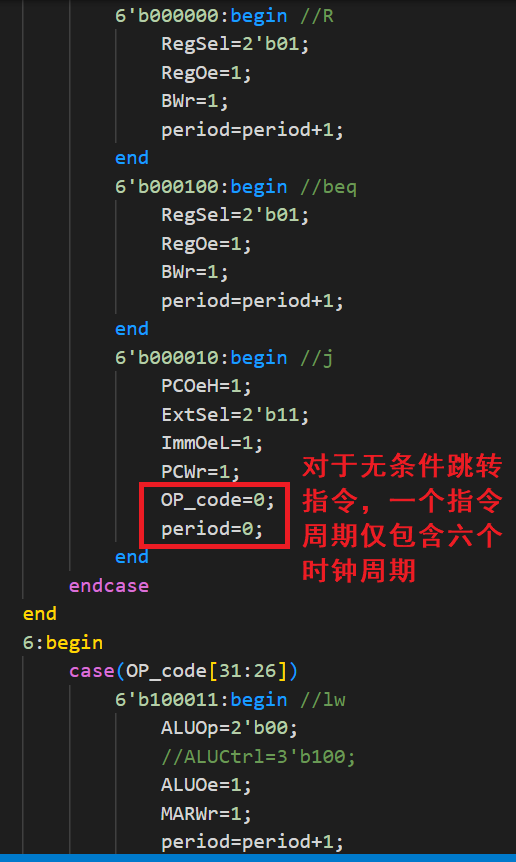 6'b000000:begin //R
RegSel=2'b01;
RegOe=1;
BWr=1;
period=period+1;
end
6'b000100:begin //beq
RegSel=2'b01;
RegOe=1;
BWr=1;
period=period+1;
end
6'b000010:begin //j
PCOeH=1;
ExtSel=2'b11;
ImmOeL=1;
PCWr=1;
OP_code=0;
period=0;
end
对于无条件跳转
指令，一个指令
周期仅包含六个
时钟周期
endcase
end
6:begin
case(OP_code[31:26])
6'b100011:begin //lw
ALUOp=2'b00;
//ALUCtrl=3'b100;
ALUOe=1;
MARWr=1;
period=period+1;